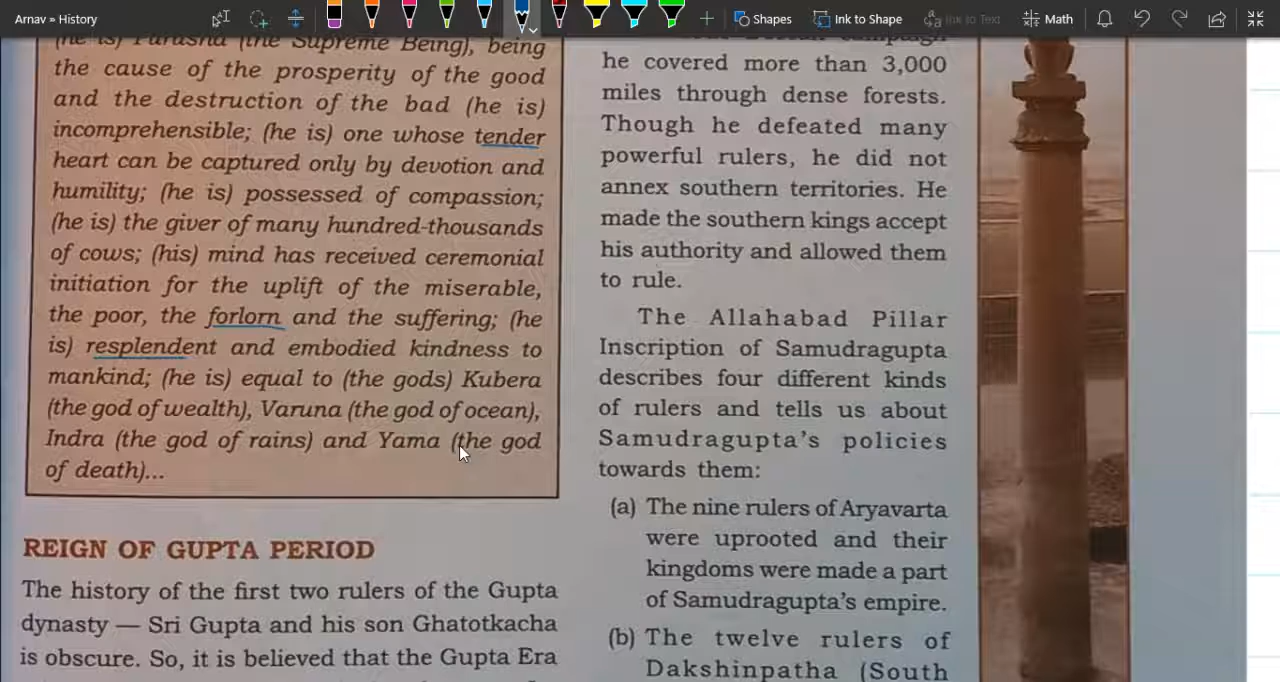 Arnav » History
Shapes
Ink to Shape
Ink to Text
Math
(he is) Purusha (the Supreme Being), being
the cause of the prosperity of the good
and the destruction of the bad (he is)
incomprehensible; (he is) one whose tender
heart can be captured only by devotion and
humility; (he is) possessed of compassion;
(he is) the giver of many hundred-thousands
of cows; (his) mind has received ceremonial
initiation for the uplift of the miserable,
the poor, the forlorn and the suffering; (he
is) resplendent and embodied kindness to
mankind; (he is) equal to (the gods) Kubera
(the god of wealth), Varuna (the god of ocean),
Indra (the god of rains) and Yama (the god
of death)...
REIGN OF GUPTA PERIOD
The history of the first two rulers of the Gupta
dynasty — Sri Gupta and his son Ghatotkacha
is obscure. So, it is believed that the Gupta Era
campaign
he covered more than 3,000
miles through dense forests.
Though he defeated many
powerful rulers, he did not
annex southern territories. He
made the southern kings accept
his authority and allowed them
to rule.
The Allahabad Pillar
Inscription of Samudragupta
describes four different kinds
of rulers and tells us about
Samudragupta's policies
towards them:
(a) The nine rulers of Aryavarta
were uprooted and their
kingdoms were made a part
of Samudragupta's empire.
(b) The twelve rulers of
Dakshinpatha (South